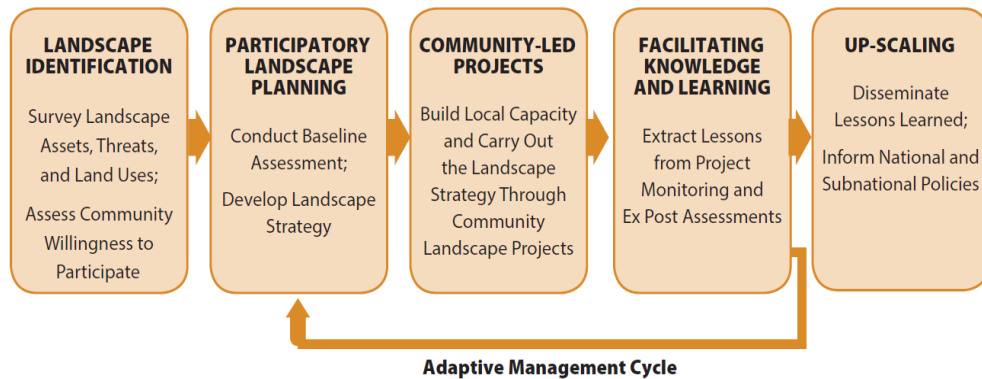 LANDSCAPE
IDENTIFICATION
Survey Landscape
Assets, Threats,
and Land Uses;
Assess Community
Willingness to
Participate
PARTICIPATORY
LANDSCAPE
PLANNING
Conduct Baseline
Assessment;
Develop Landscape
Strategy
COMMUNITY-LED
PROJECTS
Build Local Capacity
and Carry Out
the Landscape
Strategy Through
Community
Landscape Projects
FACILITATING
KNOWLEDGE
AND LEARNING
Extract Lessons
from Project
Monitoring and
Ex Post Assessments
UP-SCALING
Disseminate
Lessons Learned;
Inform National and
Subnational Policies
Adaptive Management Cycle